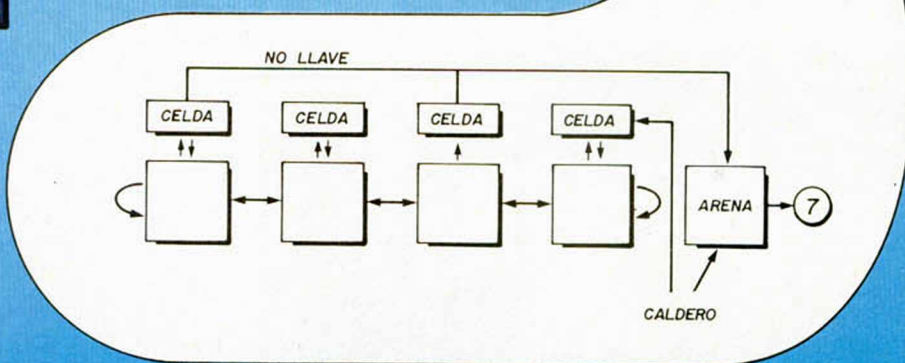 NO LLAVE
CELDA
CELDA
CELDA
CELDA
ARENA
7
CALDERO